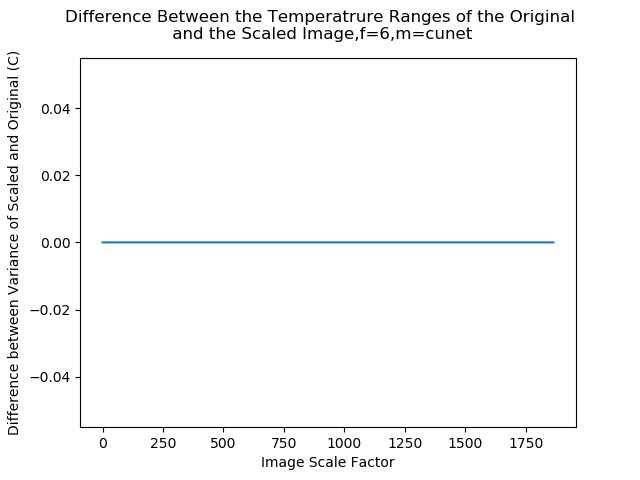 Difference Between the Temperatrure Ranges of the Original
and the Scaled Image,f=6,m=cunet
Difference between Variance of Scaled and Original (C)
0.04
0.02
0.00
−0.02
−0.04
0 250 500 750 1000 1250 1500 1750
Image Scale Factor